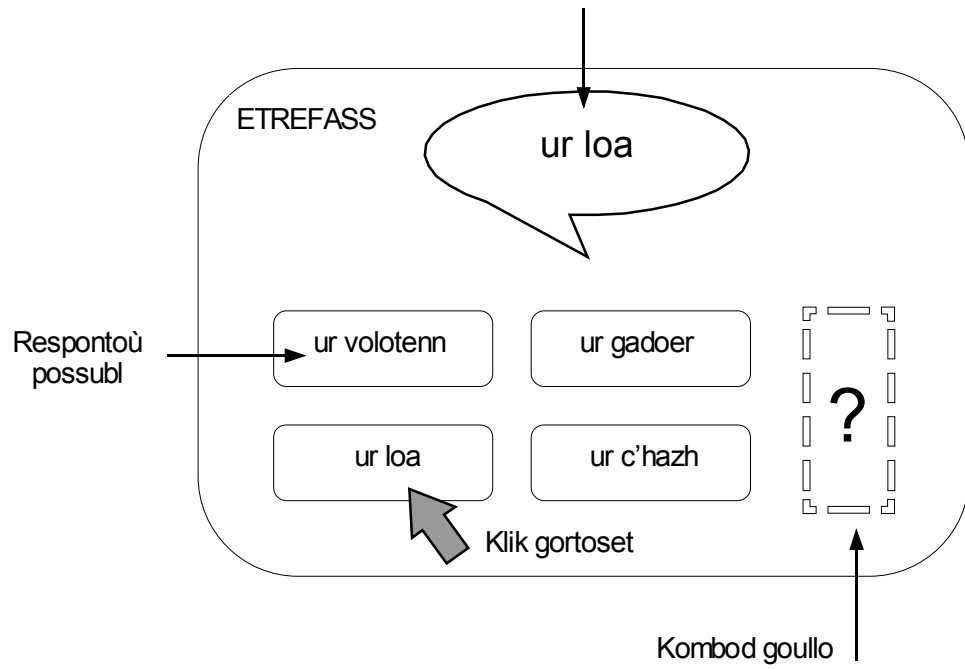 ETREFASS
ur loa
Respontoù
possubl
ur volotenn
ur gadoer
?
ur loa
ur c’hazh
Klik gortoset
Kombod goullo